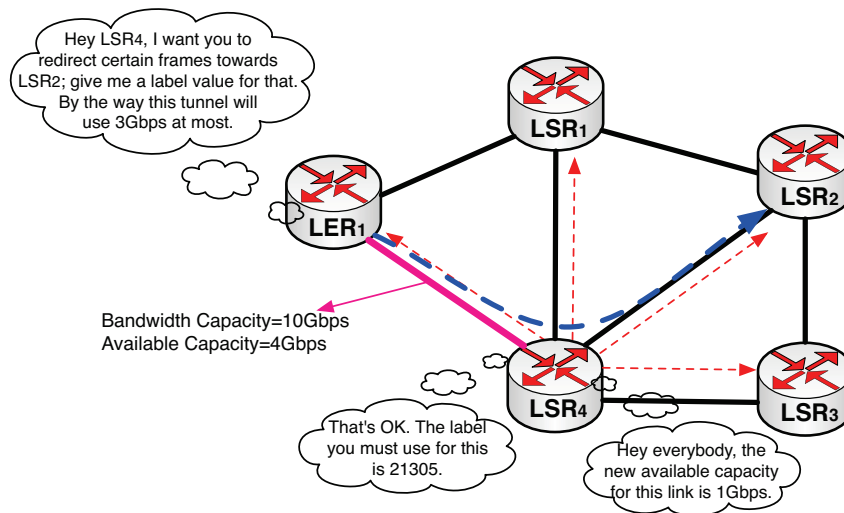 Hey LSR4, I want you to
redirect certain frames towards
LSR2; give me a label value for that.
By the way this tunnel will
use 3Gbps at most.
LSR1
LSR2
LER1
Bandwidth Capacity=10Gbps
Available Capacity=4Gbps
LSR4
LSR3
That's OK. The label
you must use for this
is 21305.
Hey everybody, the
new available capacity
for this link is 1Gbps.